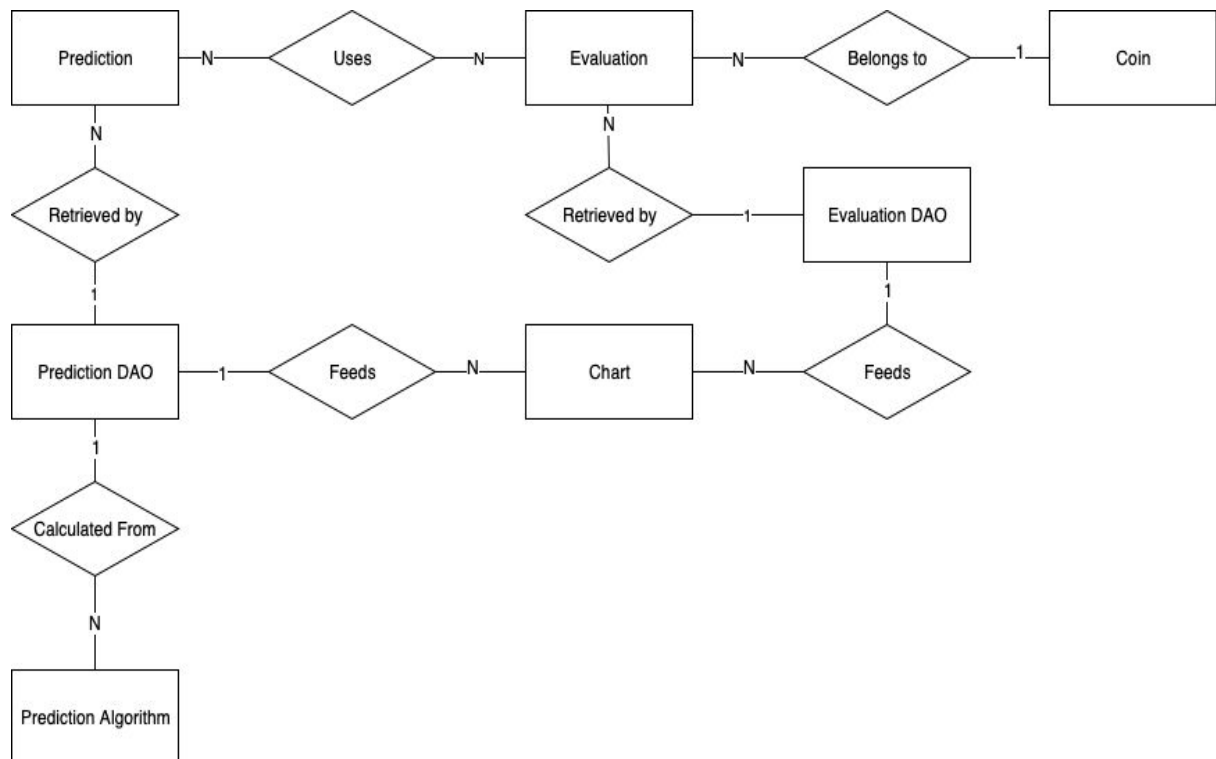 Prediction
N
Uses
N
Evaluation
N
Belongs to
1
Coin
N
N
Retrieved by
Retrieved by
1
Evaluation DAO
1
1
Prediction DAO
1
Feeds
N
Chart
N
Feeds
1
Calculated From
N
Prediction Algorithm